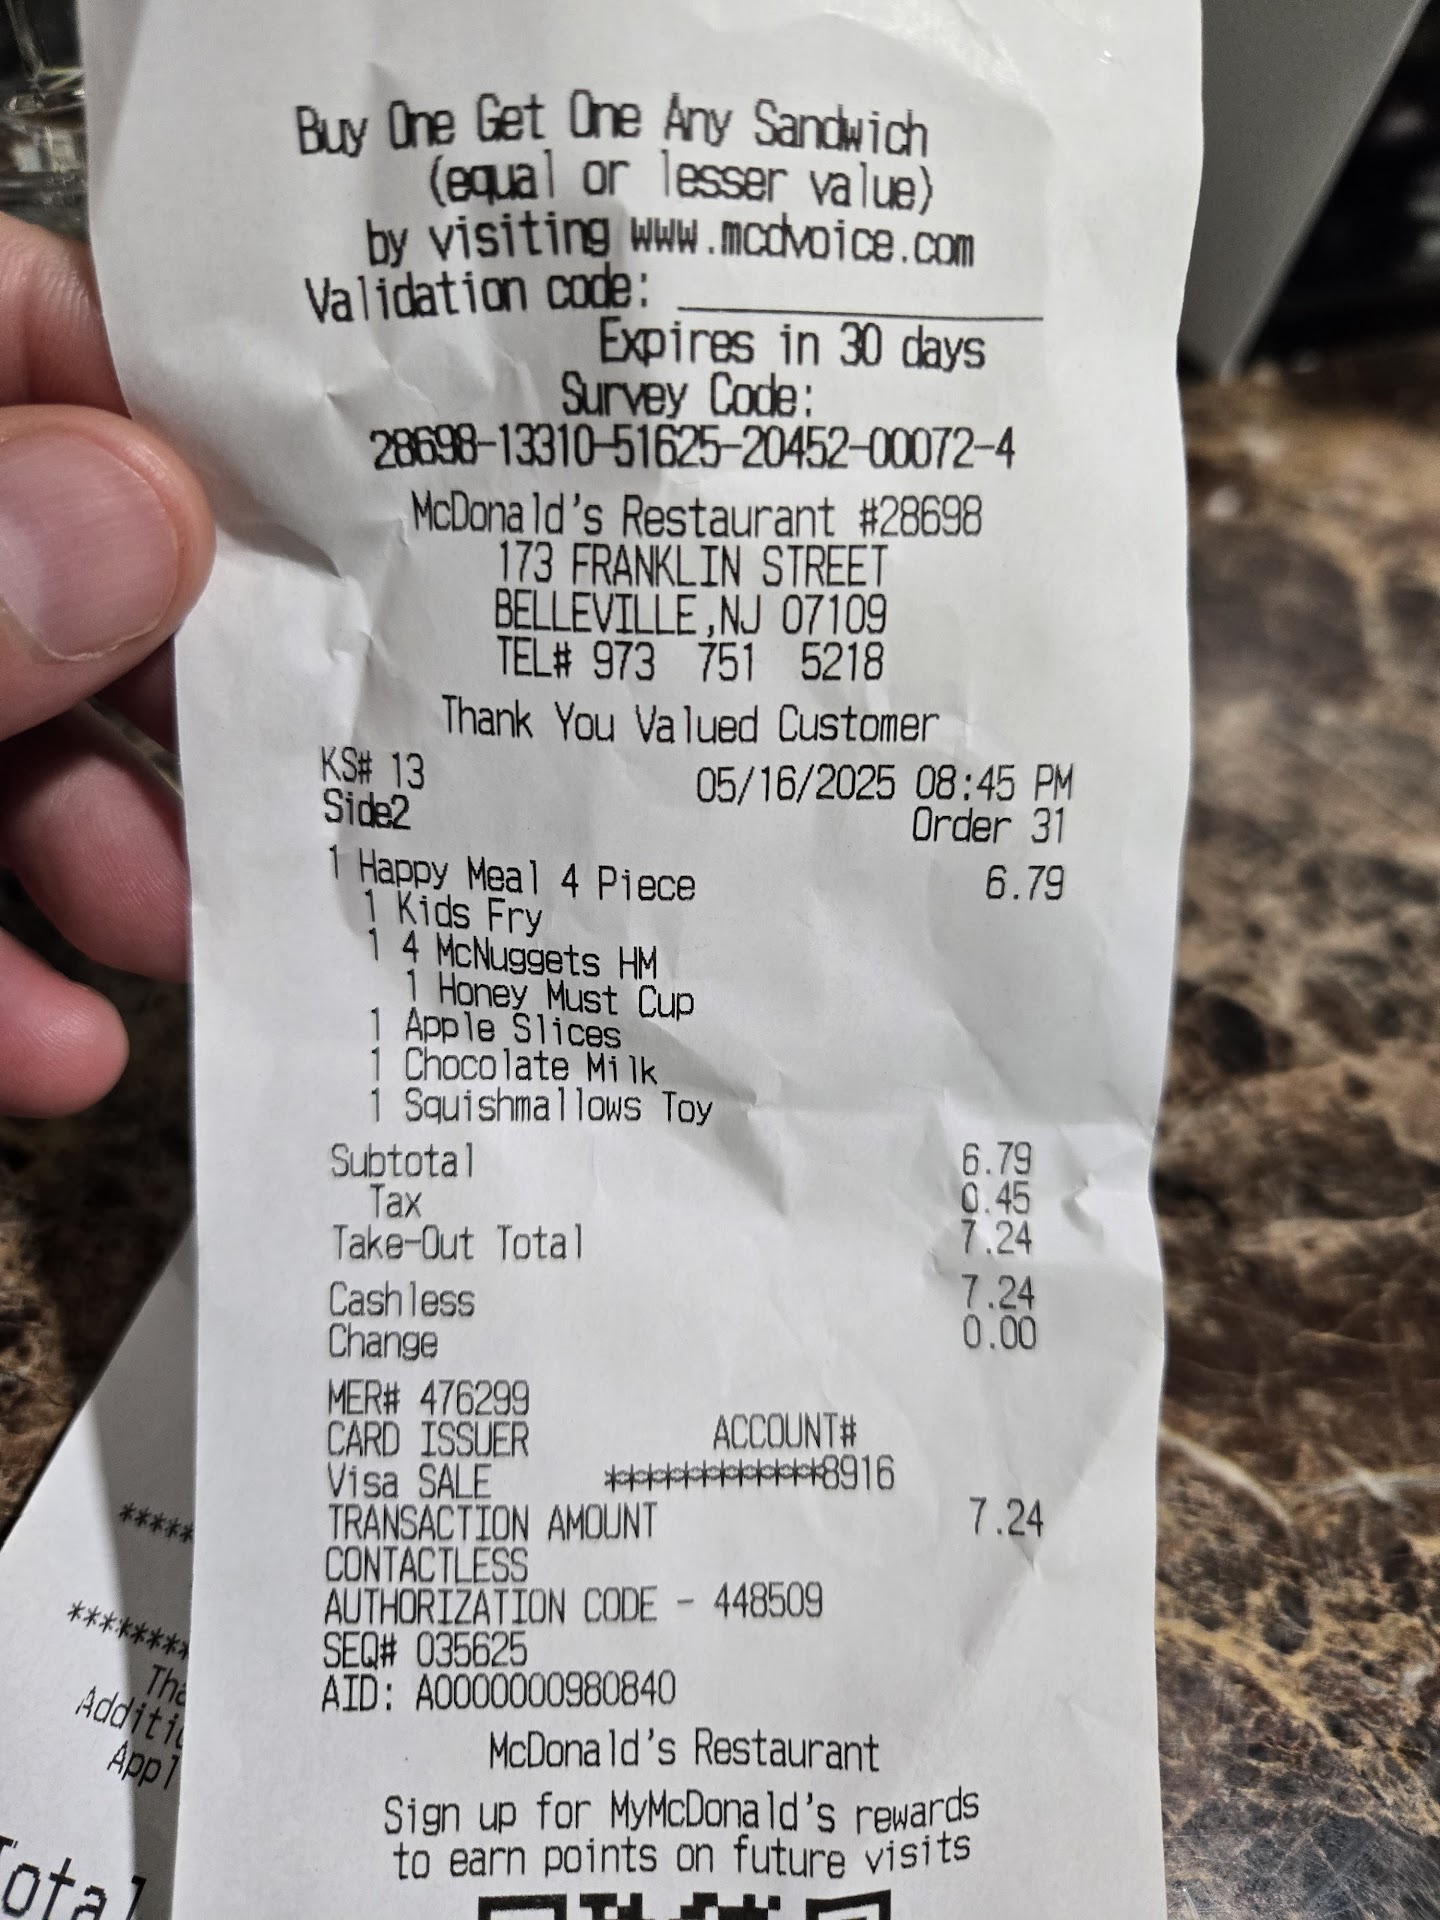 Buy One Get One Any Sandwich
(equal or lesser value)
by visiting www.mcdvoice.com
Validation code: ____________________
Expires in 30 days
Survey Code:
28698-13310-51625-20452-00072-4
McDonald's Restaurant #28698
173 FRANKLIN STREET
BELLEVILLE,NJ 07109
TEL# 973 751 5218
Thank You Valued Customer
KS# 13 05/16/2025 08:45 PM
Side2 Order 31
1 Happy Meal 4 Piece 6.79
1 Kids Fry
1 4 McNuggets HM
1 Honey Must Cup
1 Apple Slices
1 Chocolate Milk
1 Squishmallows Toy
Subtotal 6.79
Tax 0.45
Take-Out Total 7.24
Cashless 7.24
Change 0.00
MER# 476299
CARD ISSUER ACCOUNT#
Visa SALE ************8916
TRANSACTION AMOUNT 7.24
CONTACTLESS
AUTHORIZATION CODE - 448509
SEQ# 035625
AID: A0000000980840
McDonald's Restaurant
Sign up for MyMcDonald's rewards
to earn points on future visits
*****
********
Tha
Additi
Appl
Total